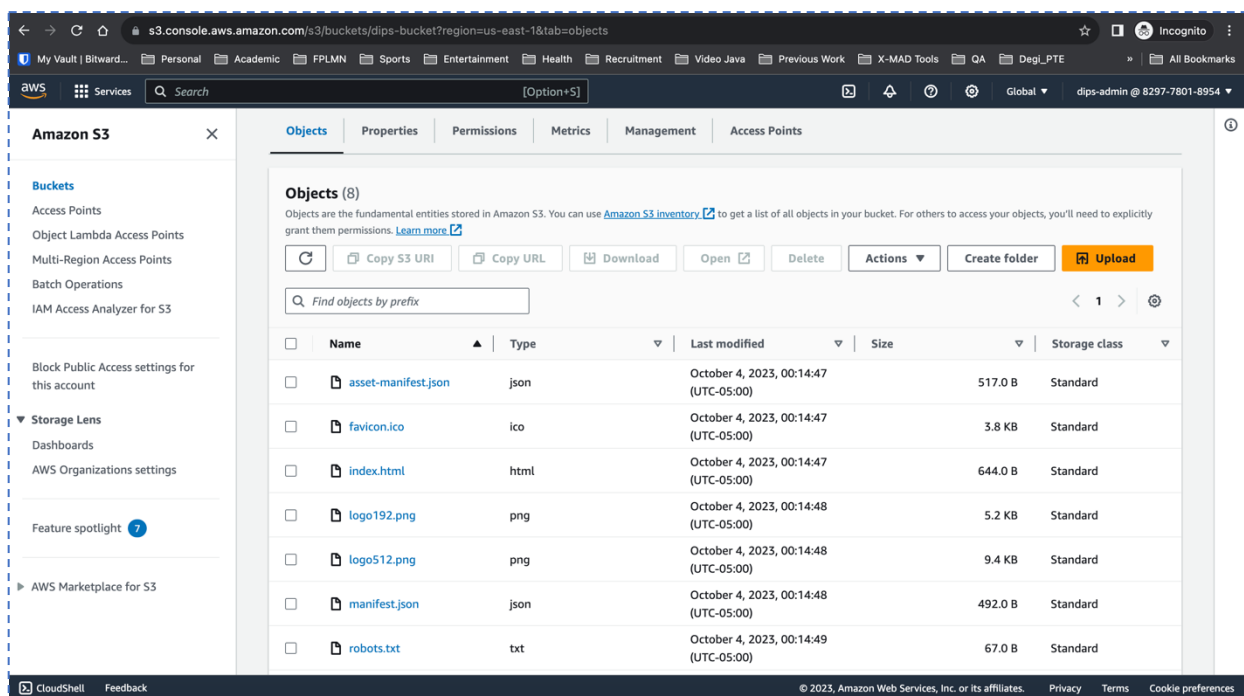 s3.console.aws.amazon.com/s3/buckets/dips-bucket?region=us-east-1&tab=objects
Incognito
My Vault | Bitward... Personal Academic FPLMN Sports Entertainment Health Recruitment Video Java Previous Work X-MAD Tools QA Degi_PTE » All Bookmarks
aws Services Search [Option+S] Global ▼ dips-admin @ 8297-7801-8954 ▼
Amazon S3
Buckets
Access Points
Object Lambda Access Points
Multi-Region Access Points
Batch Operations
IAM Access Analyzer for S3
Block Public Access settings for
this account
Storage Lens
Dashboards
AWS Organizations settings
Feature spotlight 7
AWS Marketplace for S3
Objects Properties Permissions Metrics Management Access Points
Objects (8)
Objects are the fundamental entities stored in Amazon S3. You can use Amazon S3 inventory to get a list of all objects in your bucket. For others to access your objects, you'll need to explicitly
grant them permissions. Learn more
Copy S3 URI Copy URL Download Open Delete Actions ▼ Create folder Upload
Find objects by prefix
< 1 >
Name Type Last modified Size Storage class
asset-manifest.json json October 4, 2023, 00:14:47 517.0 B Standard
(UTC-05:00)
favicon.ico ico October 4, 2023, 00:14:47 3.8 KB Standard
(UTC-05:00)
index.html html October 4, 2023, 00:14:47 644.0 B Standard
(UTC-05:00)
logo192.png png October 4, 2023, 00:14:48 5.2 KB Standard
(UTC-05:00)
logo512.png png October 4, 2023, 00:14:48 9.4 KB Standard
(UTC-05:00)
manifest.json json October 4, 2023, 00:14:48 492.0 B Standard
(UTC-05:00)
robots.txt txt October 4, 2023, 00:14:49 67.0 B Standard
(UTC-05:00)
CloudShell Feedback © 2023, Amazon Web Services, Inc. or its affiliates. Privacy Terms Cookie preferences